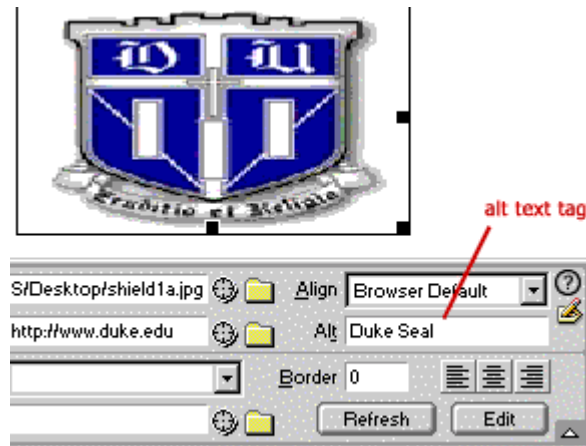 D U
Eruditio et Religio
alt text tag
S/Desktop/shield1a.jpg Align Browser Default ?
http://www.duke.edu Alt Duke Seal
Border 0
Refresh Edit